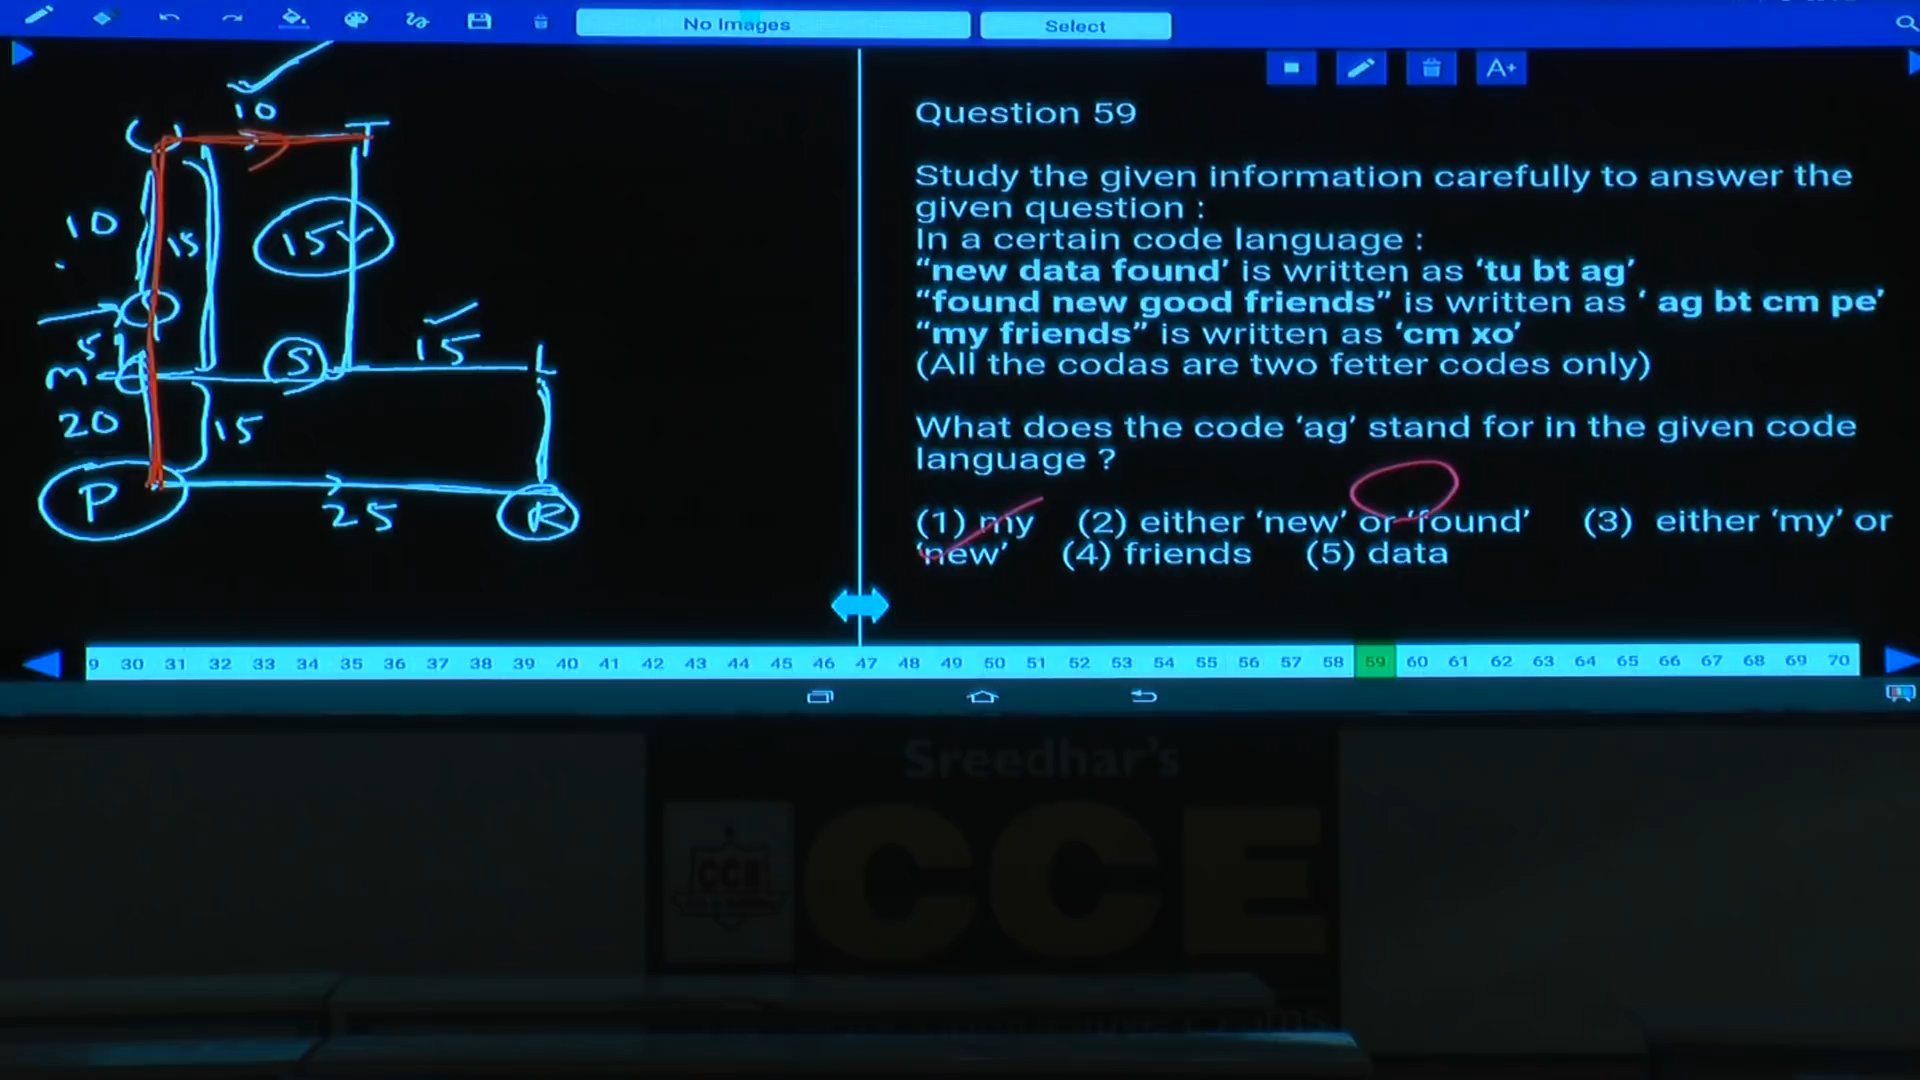 No Images
Select
10
U T
10
15
15
5
S
15
L
M
20
15
P
25
R
Question 59
Study the given information carefully to answer the
given question :
In a certain code language :
“new data found’ is written as ‘tu bt ag’
“found new good friends” is written as ‘ ag bt cm pe’
“my friends” is written as ‘cm xo’
(All the codas are two fetter codes only)
What does the code ‘ag’ stand for in the given code
language ?
(1) my (2) either ‘new’ or ‘found’ (3) either ‘my’ or
‘new’ (4) friends (5) data
A+
9 30 31 32 33 34 35 36 37 38 39 40 41 42 43 44 45 46 47 48 49 50 51 52 53 54 55 56 57 58 59 60 61 62 63 64 65 66 67 68 69 70
Sreedhar's
CCE
CCE